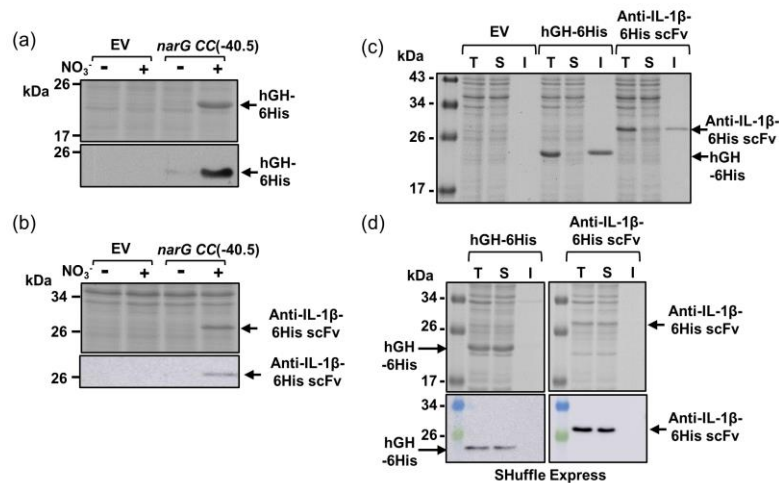 (a)
EV narG CC(-40.5)
NO₃⁻ - + - +
kDa
26
17
hGH-
6His
26
hGH-
6His
(b)
EV narG CC(-40.5)
NO₃⁻ - + - +
kDa
34
26
Anti-IL-1β-
6His scFv
26
Anti-IL-1β-
6His scFv
(c)
EV hGH-6His Anti-IL-1β-
6His scFv
kDa T S I T S I T S I
43
34
26
17
Anti-IL-1β-
6His scFv
hGH
-6His
(d)
hGH-6His Anti-IL-1β-
6His scFv
kDa T S I T S I
34
26
17
hGH
-6His
Anti-IL-1β-
6His scFv
34
26
hGH
-6His
Anti-IL-1β-
6His scFv
SHuffle Express